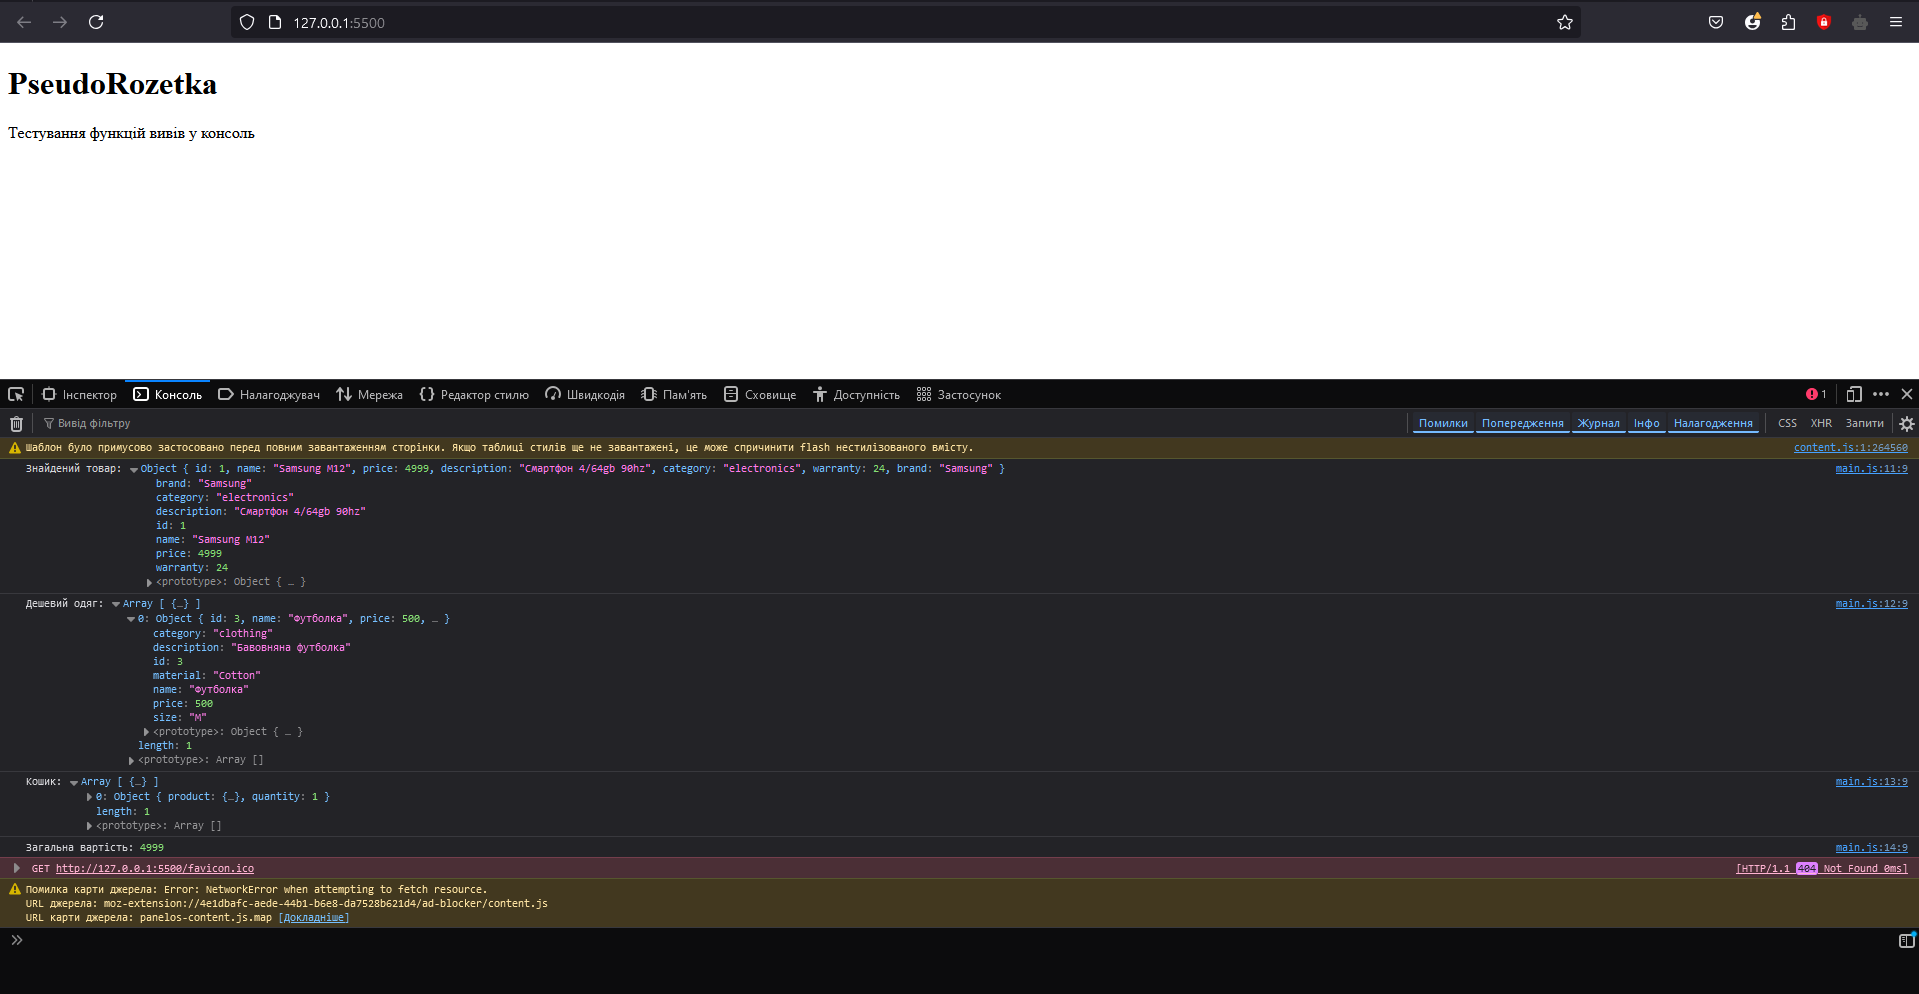 127.0.0.1:5500
PseudoRozetka
Тестування функцій вивів у консоль
Інспектор Консоль Налагоджувач Мережа Редактор стилю Швидкодія Пам'ять Сховище Доступність Застосунок 1
Вивід фільтру Помилки Попередження Журнал Інфо Налагодження CSS XHR Запити
Шаблон було примусово застосовано перед повним завантаженням сторінки. Якщо таблиці стилів ще не завантажені, це може спричинити flash нестилізованого вмісту. content.js:1:264560
Знайдений товар: Object { id: 1, name: "Samsung M12", price: 4999, description: "Смартфон 4/64gb 90hz", category: "electronics", warranty: 24, brand: "Samsung" } main.js:11:9
brand: "Samsung"
category: "electronics"
description: "Смартфон 4/64gb 90hz"
id: 1
name: "Samsung M12"
price: 4999
warranty: 24
<prototype>: Object { … }
Дешевий одяг: Array [ {…} ] main.js:12:9
0: Object { id: 3, name: "Футболка", price: 500, … }
category: "clothing"
description: "Бавовняна футболка"
id: 3
material: "Cotton"
name: "Футболка"
price: 500
size: "M"
<prototype>: Object { … }
length: 1
<prototype>: Array []
Кошик: Array [ {…} ] main.js:13:9
0: Object { product: {…}, quantity: 1 }
length: 1
<prototype>: Array []
Загальна вартість: 4999 main.js:14:9
GET http://127.0.0.1:5500/favicon.ico [HTTP/1.1 404 Not Found 0ms]
Помилка карти джерела: Error: NetworkError when attempting to fetch resource.
URL джерела: moz-extension://4e1dbafc-aede-44b1-b6e8-da7528b621d4/ad-blocker/content.js
URL карти джерела: panelos-content.js.map [Докладніше]